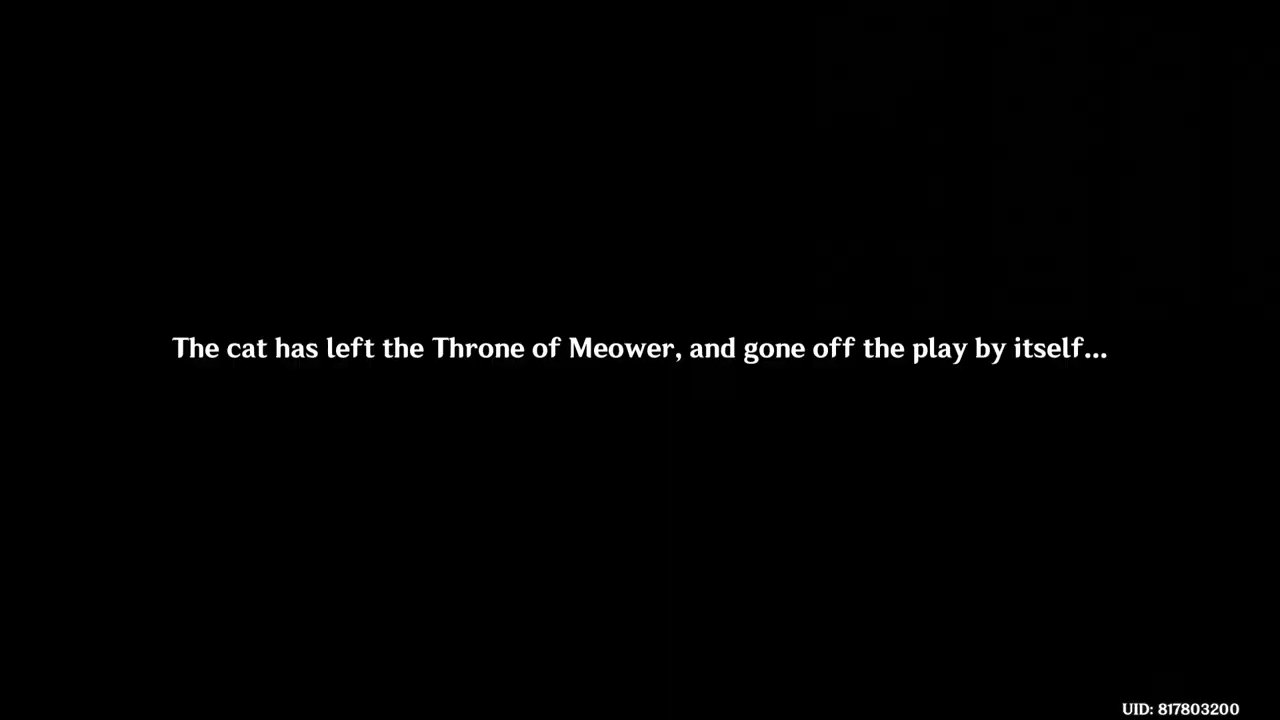 The cat has left the Throne of Meower, and gone off the play by itself...
UID: 817803200